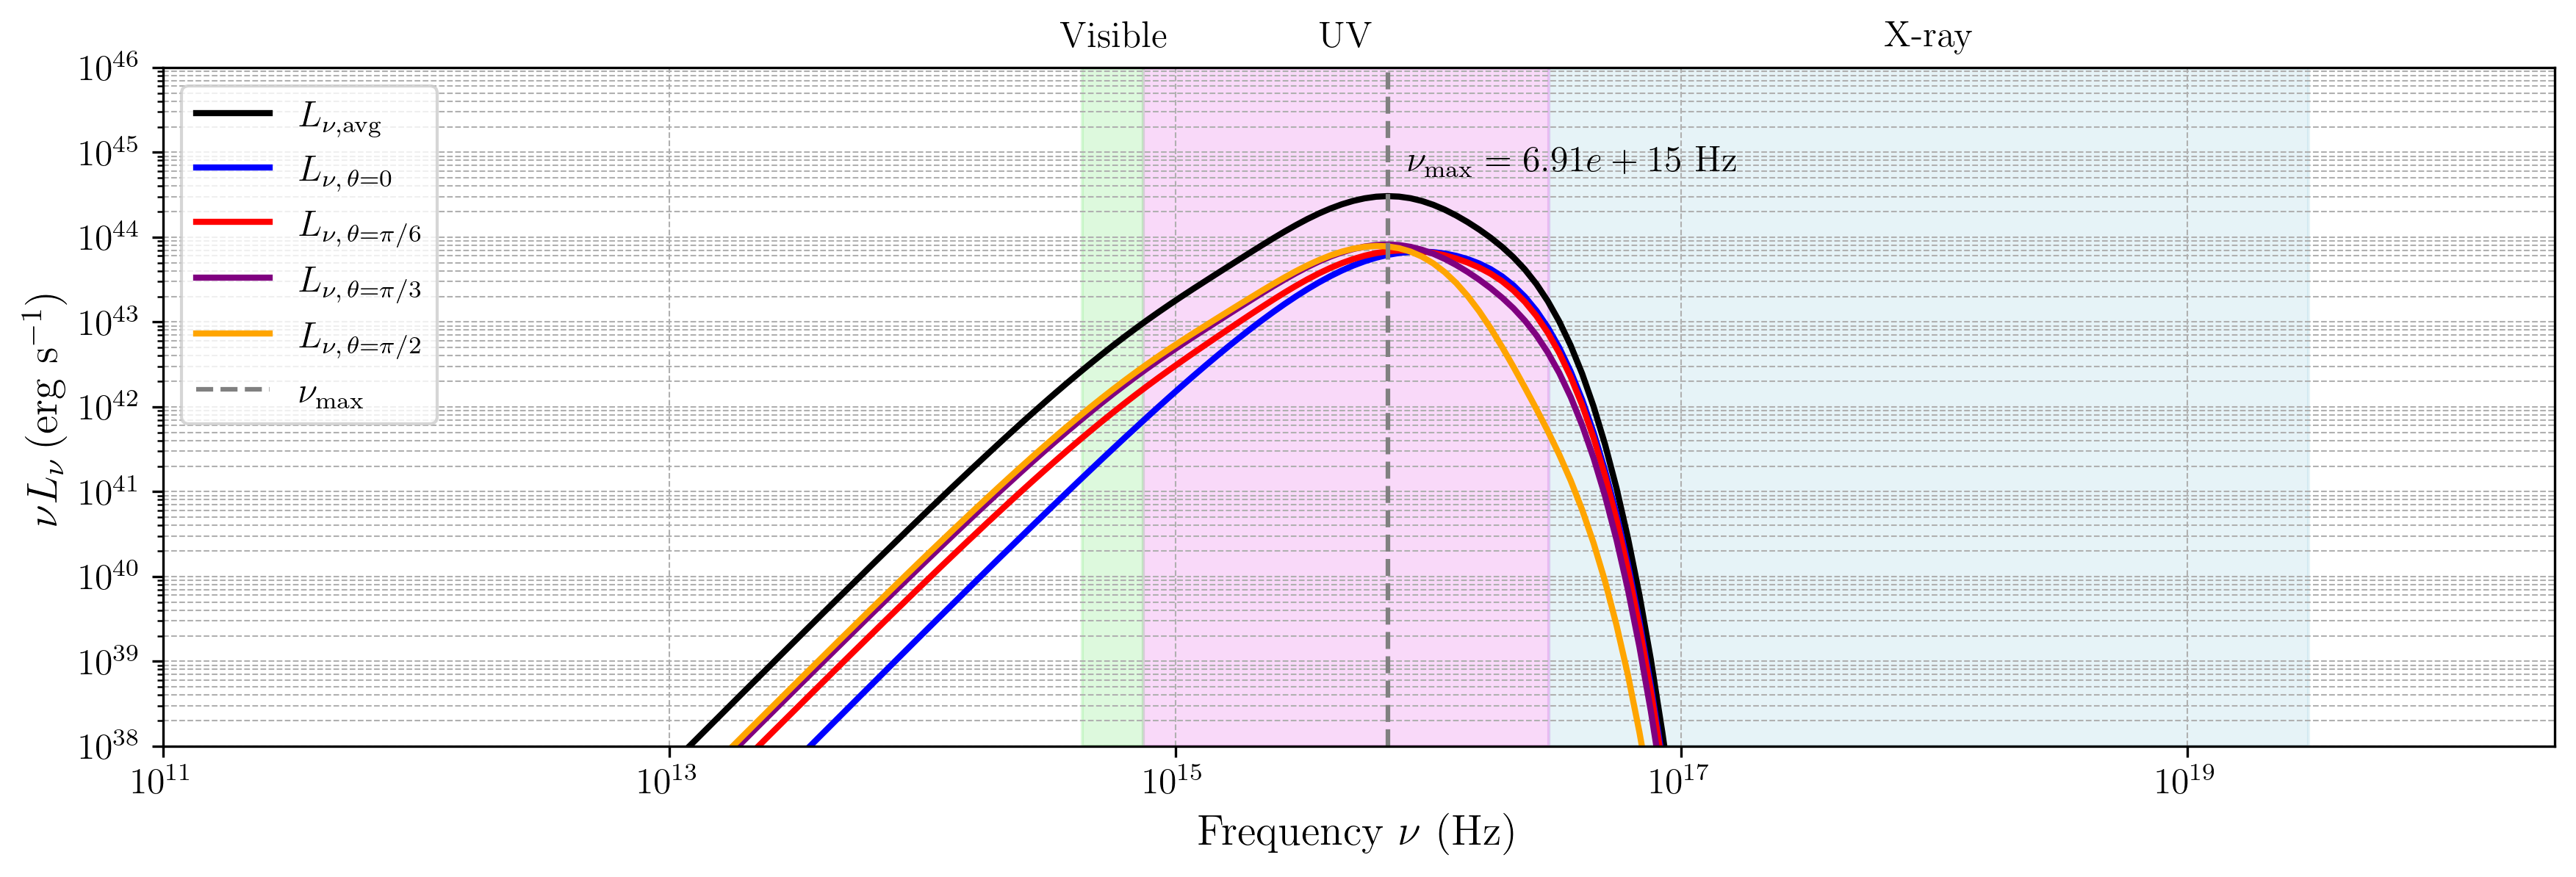 Visible UV X-ray
10^46
10^45
10^44
10^43
10^42
10^41
10^40
10^39
10^38
ν L_ν (erg s^−1)
L_ν,avg
L_ν, θ=0
L_ν, θ=π/6
L_ν, θ=π/3
L_ν, θ=π/2
ν_max
ν_max = 6.91e + 15 Hz
10^11 10^13 10^15 10^17 10^19
Frequency ν (Hz)